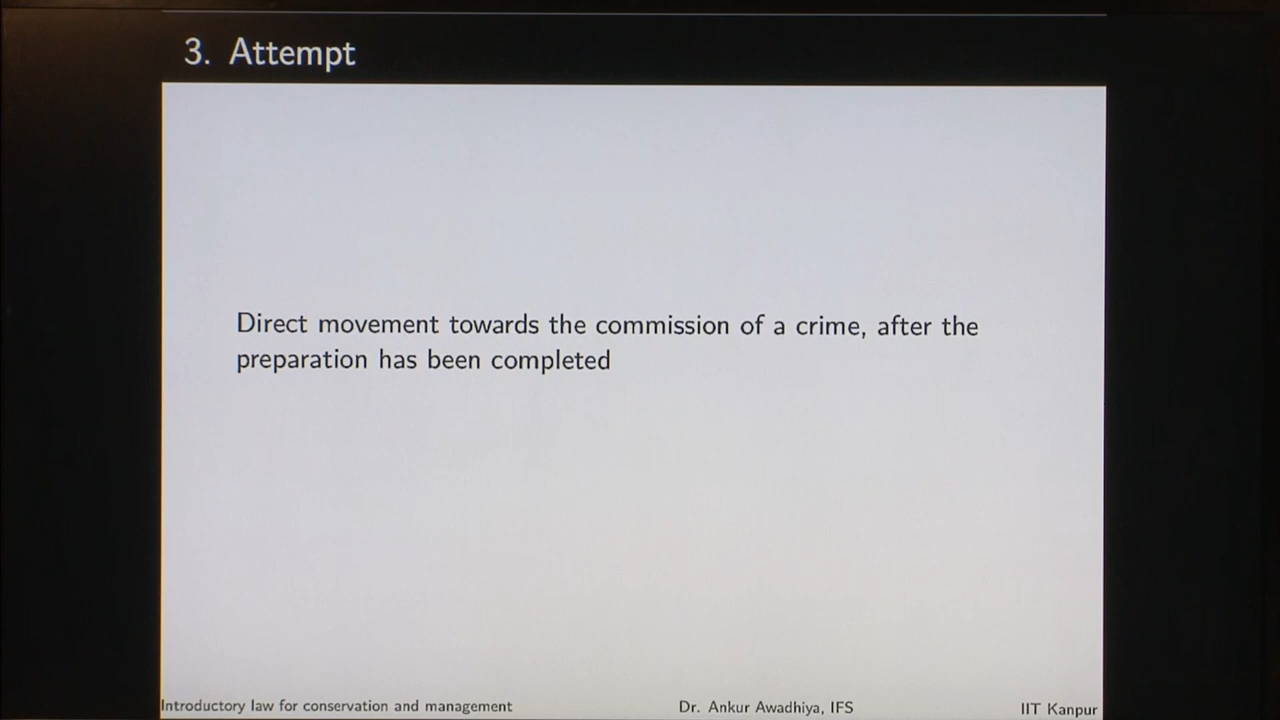 3. Attempt
Direct movement towards the commission of a crime, after the
preparation has been completed
Introductory law for conservation and management
Dr. Ankur Awadhiya, IFS
IIT Kanpur